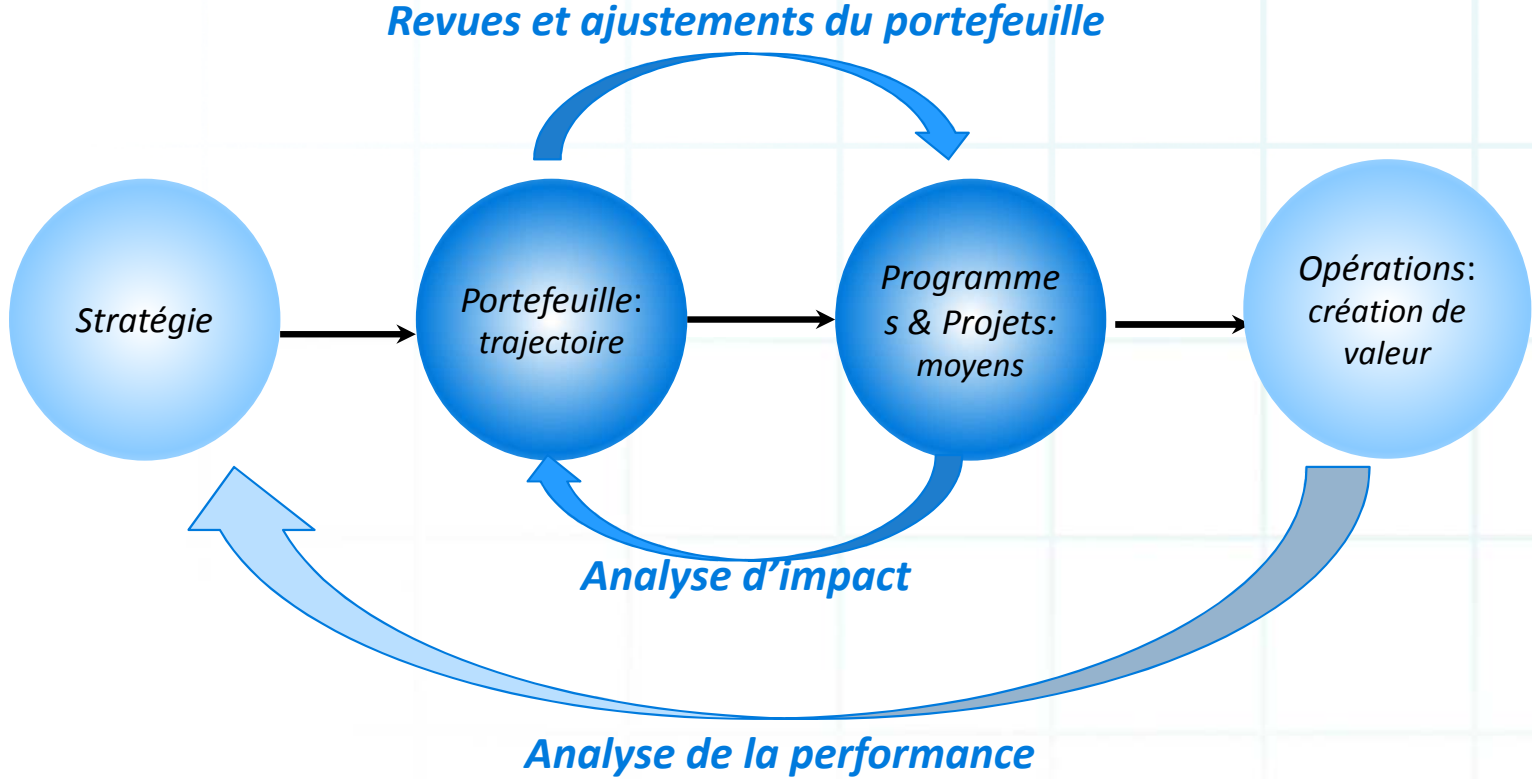 Revues et ajustements du portefeuille
Stratégie
Portefeuille:
trajectoire
Programme
s & Projets:
moyens
Opérations:
création de
valeur
Analyse d’impact
Analyse de la performance